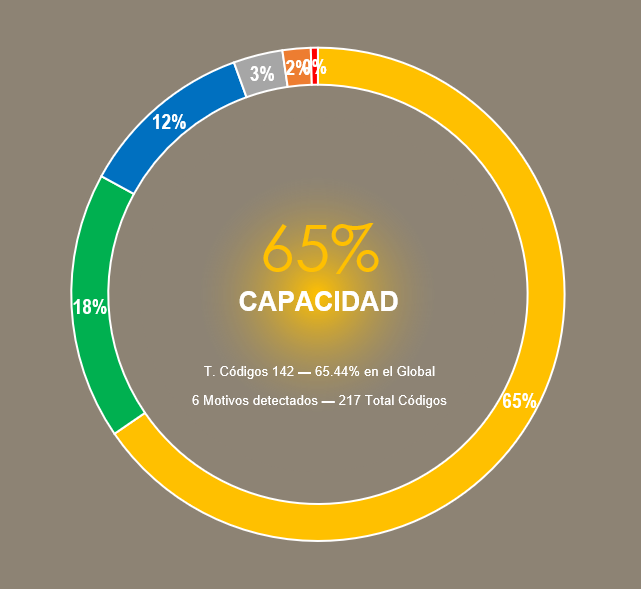 3%
2%
0%
12%
65%
CAPACIDAD
18%
T. Códigos 142 — 65.44% en el Global
6 Motivos detectados — 217 Total Códigos
65%